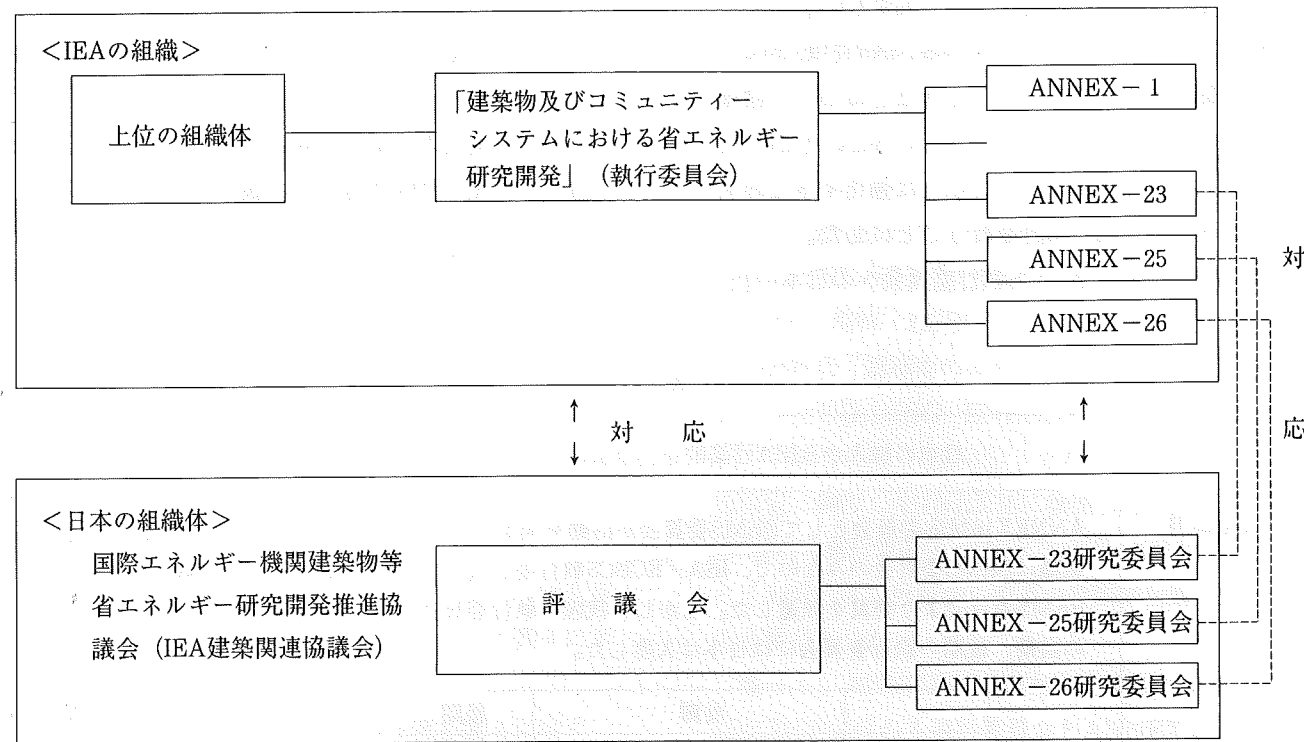 ＜IEAの組織＞
上位の組織体
「建築物及びコミュニティー
システムにおける省エネルギー
研究開発」（執行委員会）
ANNEX－1
ANNEX－23
ANNEX－25
ANNEX－26
対
応
対　応
＜日本の組織体＞
国際エネルギー機関建築物等
省エネルギー研究開発推進協
議会（IEA建築関連協議会）
評　議　会
ANNEX－23研究委員会
ANNEX－25研究委員会
ANNEX－26研究委員会